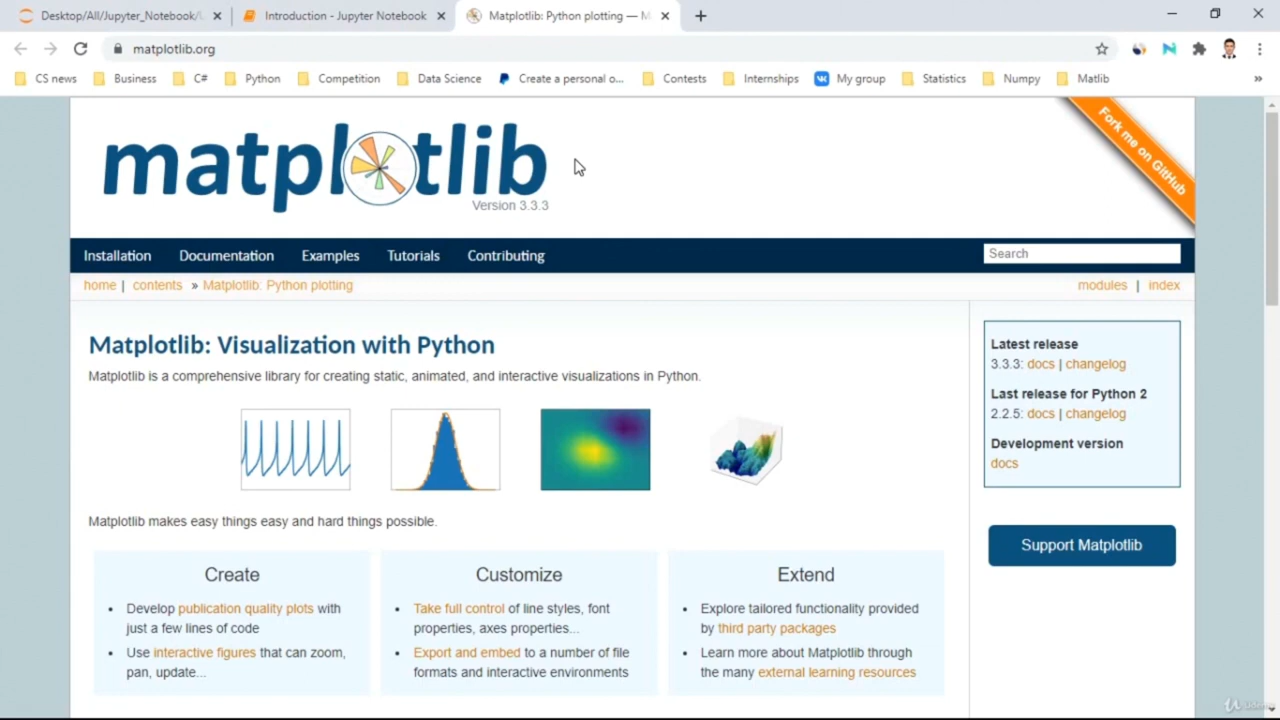 Desktop/All/Jupyter_Notebook/
Introduction - Jupyter Notebook
Matplotlib: Python plotting — M
matplotlib.org
CS news
Business
C#
Python
Competition
Data Science
Create a personal o...
Contests
Internships
My group
Statistics
Numpy
Matlib
»
matplotlib
Version 3.3.3
Fork me on GitHub
Installation Documentation Examples Tutorials Contributing
Search
home | contents » Matplotlib: Python plotting
modules | index
Matplotlib: Visualization with Python
Matplotlib is a comprehensive library for creating static, animated, and interactive visualizations in Python.
Matplotlib makes easy things easy and hard things possible.
Create
• Develop publication quality plots with
just a few lines of code
• Use interactive figures that can zoom,
pan, update...
Customize
• Take full control of line styles, font
properties, axes properties...
• Export and embed to a number of file
formats and interactive environments
Extend
• Explore tailored functionality provided
by third party packages
• Learn more about Matplotlib through
the many external learning resources
Latest release
3.3.3: docs | changelog
Last release for Python 2
2.2.5: docs | changelog
Development version
docs
Support Matplotlib